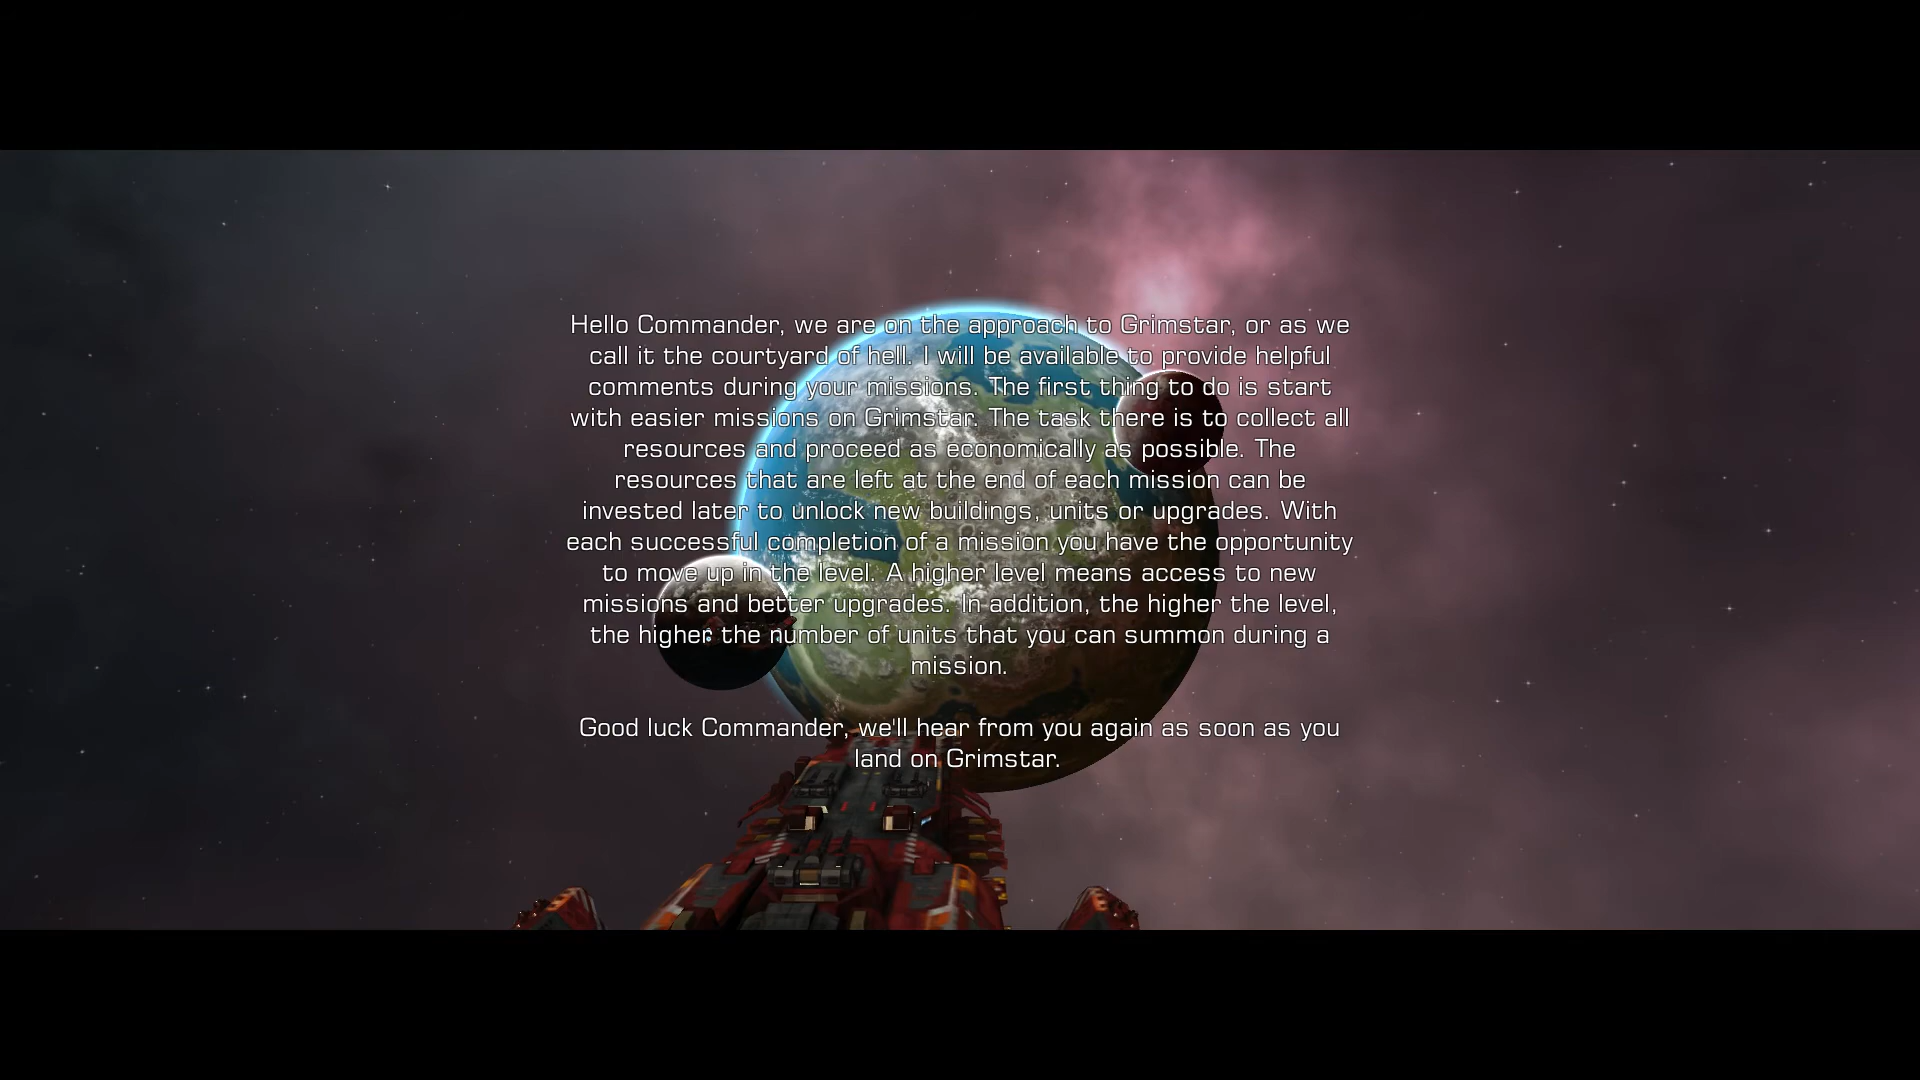 Hello Commander, we are on the approach to Grimstar, or as we
call it the courtyard of hell. I will be available to provide helpful
comments during your missions. The first thing to do is start
with easier missions on Grimstar. The task there is to collect all
resources and proceed as economically as possible. The
resources that are left at the end of each mission can be
invested later to unlock new buildings, units or upgrades. With
each successful completion of a mission you have the opportunity
to move up in the level. A higher level means access to new
missions and better upgrades. In addition, the higher the level,
the higher the number of units that you can summon during a
mission.
Good luck Commander, we'll hear from you again as soon as you
land on Grimstar.